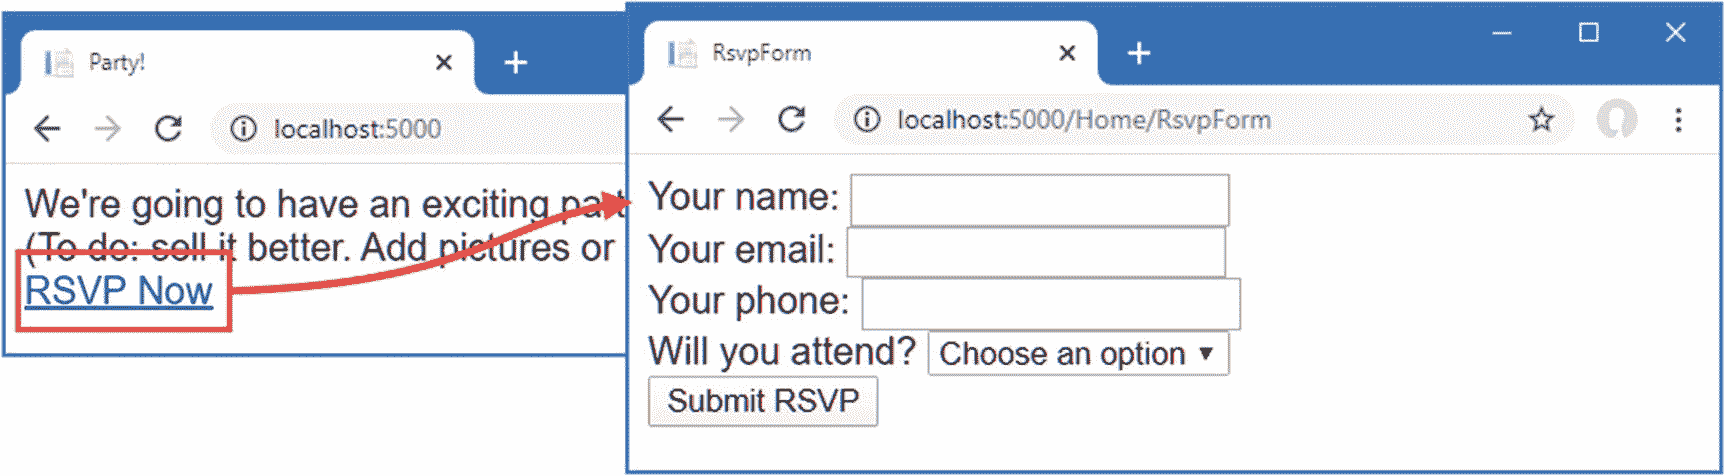 Party!
localhost:5000
We're going to have an exciting part
(To do: sell it better. Add pictures or
RSVP Now
RsvpForm
localhost:5000/Home/RsvpForm
Your name:
Your email:
Your phone:
Will you attend? Choose an option
Submit RSVP